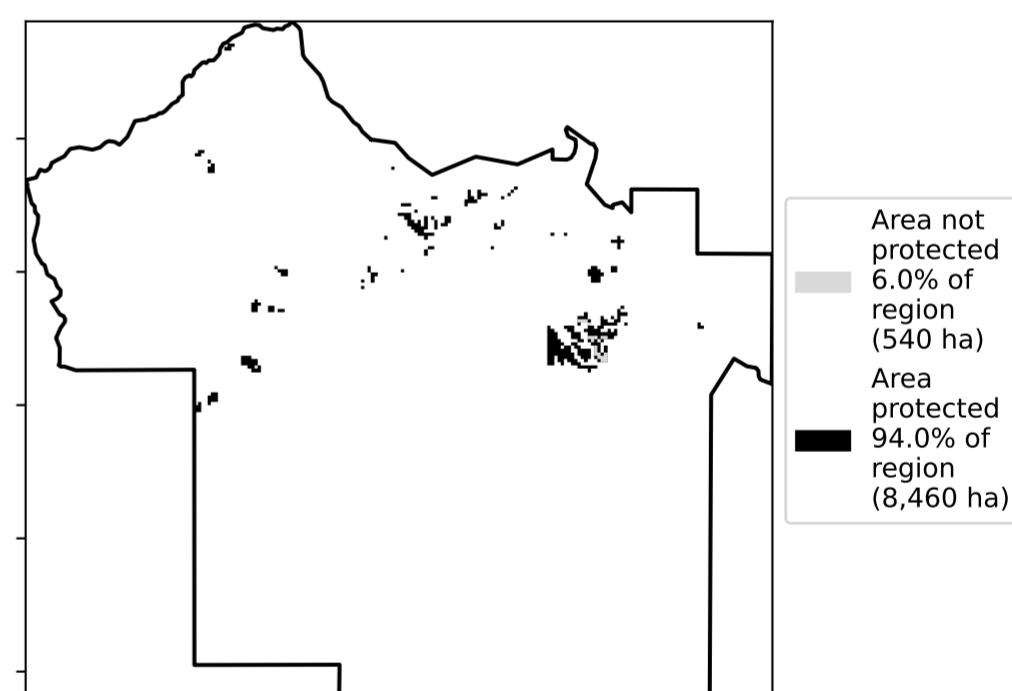 Area not
protected
6.0% of
region
(540 ha)
Area
protected
94.0% of
region
(8,460 ha)